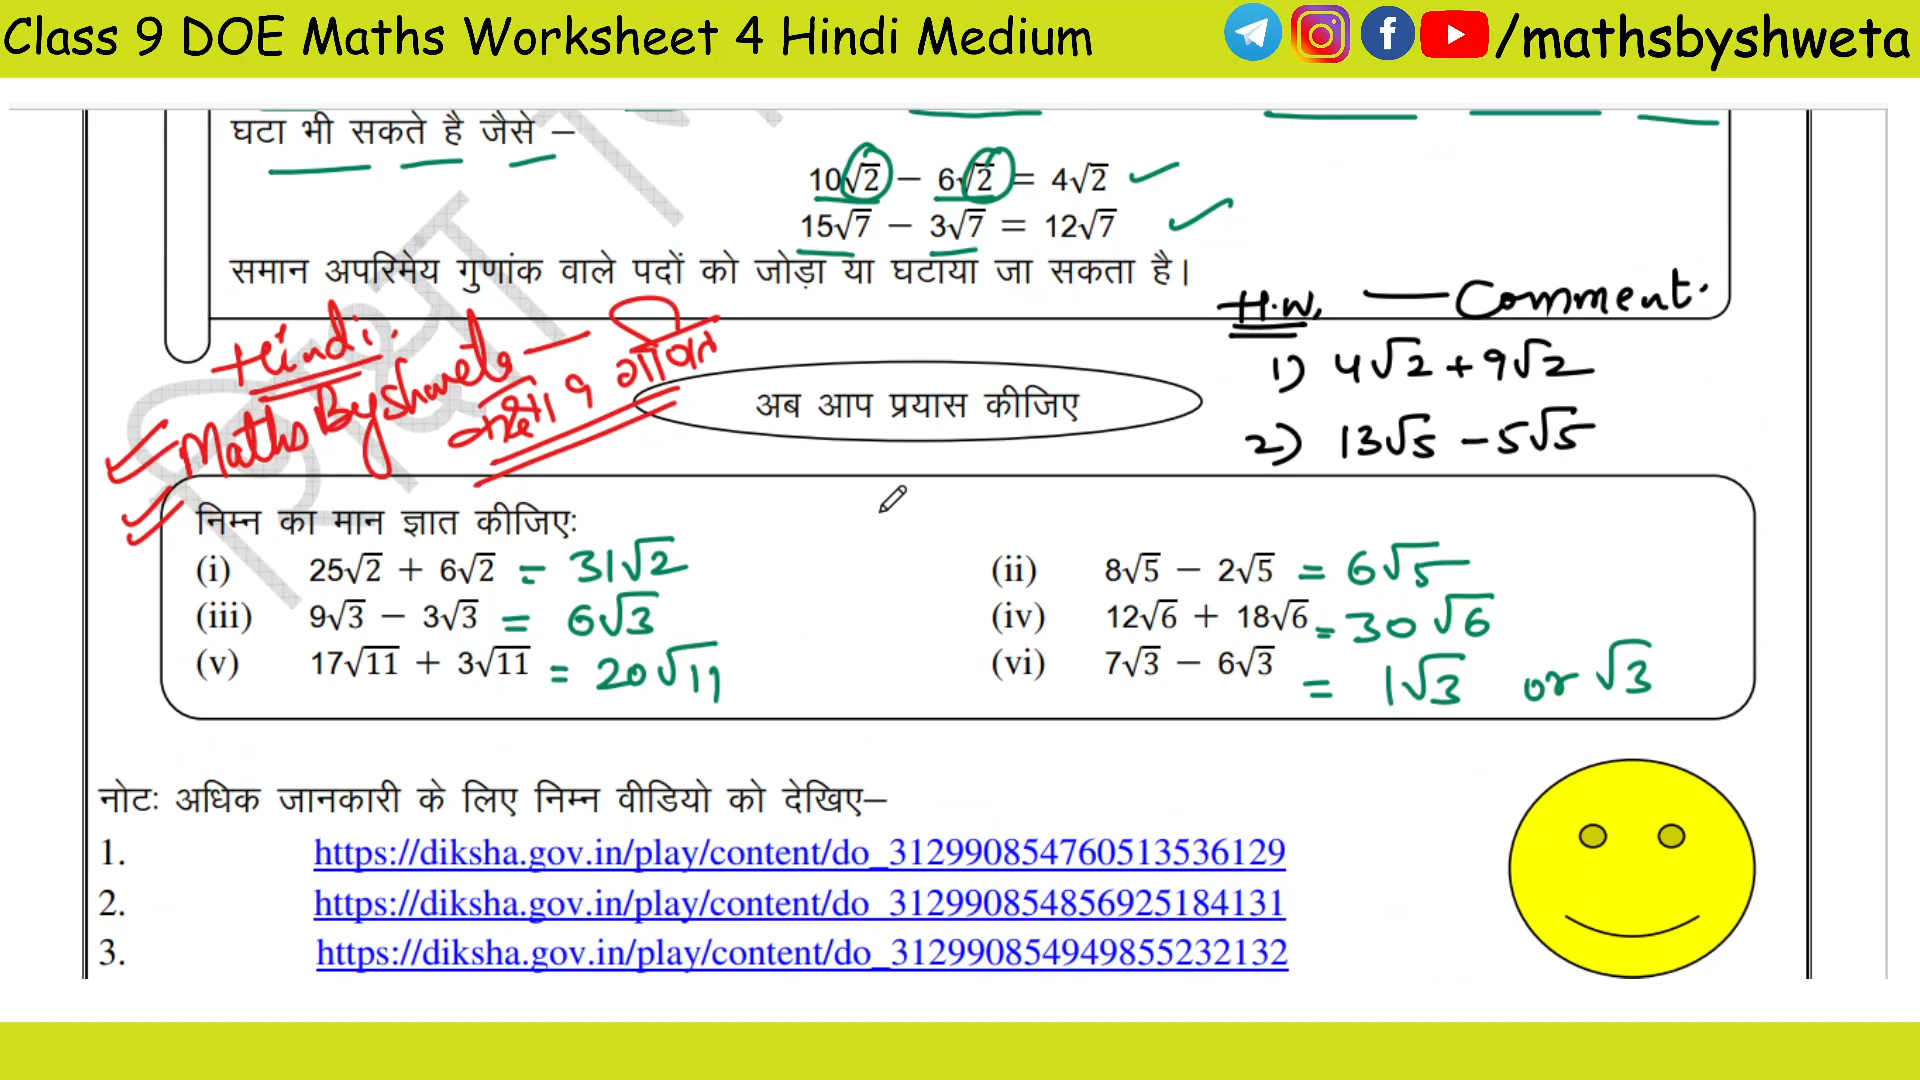 Class 9 DOE Maths Worksheet 4 Hindi Medium
/mathsbyshweta
घटा भी सकते है जैसे –
10√2 − 6√2 = 4√2
15√7 − 3√7 = 12√7
समान अपरिमेय गुणांक वाले पदों को जोड़ा या घटाया जा सकता है।
H.W. — Comment.
1) 4√2 + 9√2
2) 13√5 − 5√5
Hindi
Maths By shweta —
कक्षा 9 गणित
अब आप प्रयास कीजिए
निम्न का मान ज्ञात कीजिए:
(i) 25√2 + 6√2 = 31√2 (ii) 8√5 − 2√5 = 6√5
(iii) 9√3 − 3√3 = 6√3 (iv) 12√6 + 18√6 = 30√6
(v) 17√11 + 3√11 = 20√11 (vi) 7√3 − 6√3 = 1√3 or √3
नोटः अधिक जानकारी के लिए निम्न वीडियो को देखिए–
1. https://diksha.gov.in/play/content/do_312990854760513536129
2. https://diksha.gov.in/play/content/do_312990854856925184131
3. https://diksha.gov.in/play/content/do_312990854949855232132